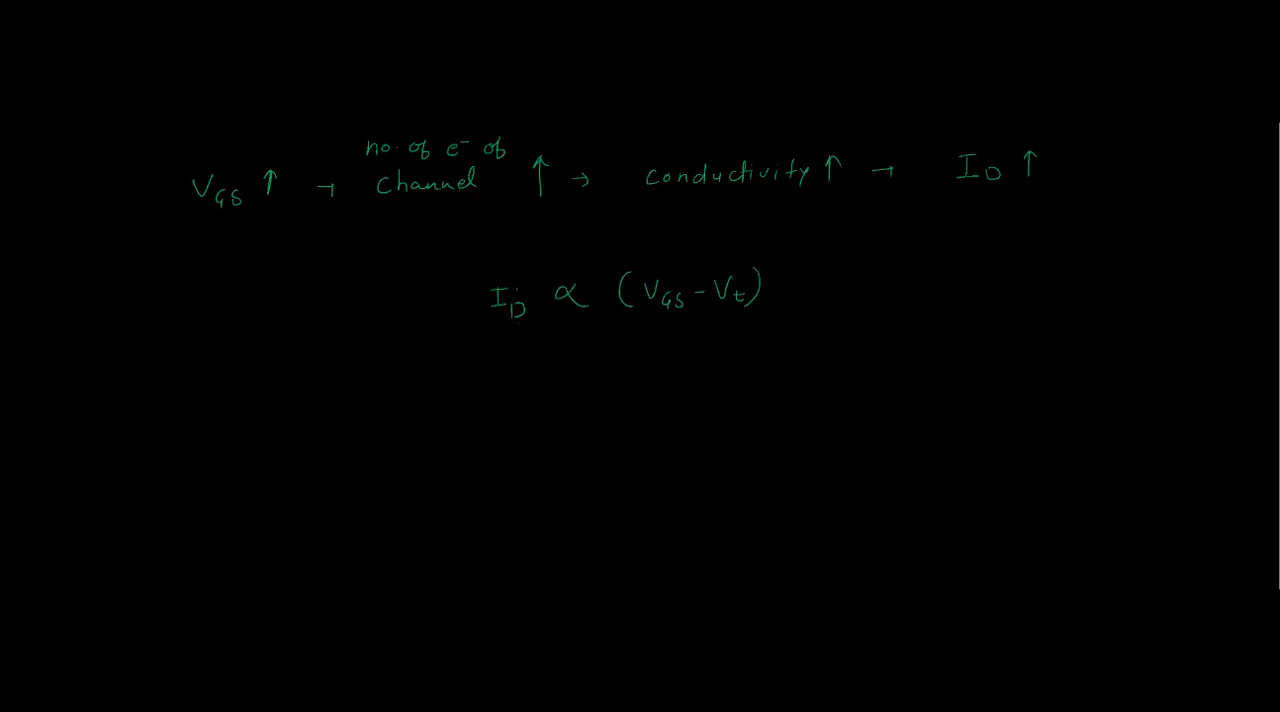 no. of e⁻ of
V_GS ↑ → channel ↑ → conductivity ↑ → I_D ↑
I_D ∝ (V_GS - V_t)